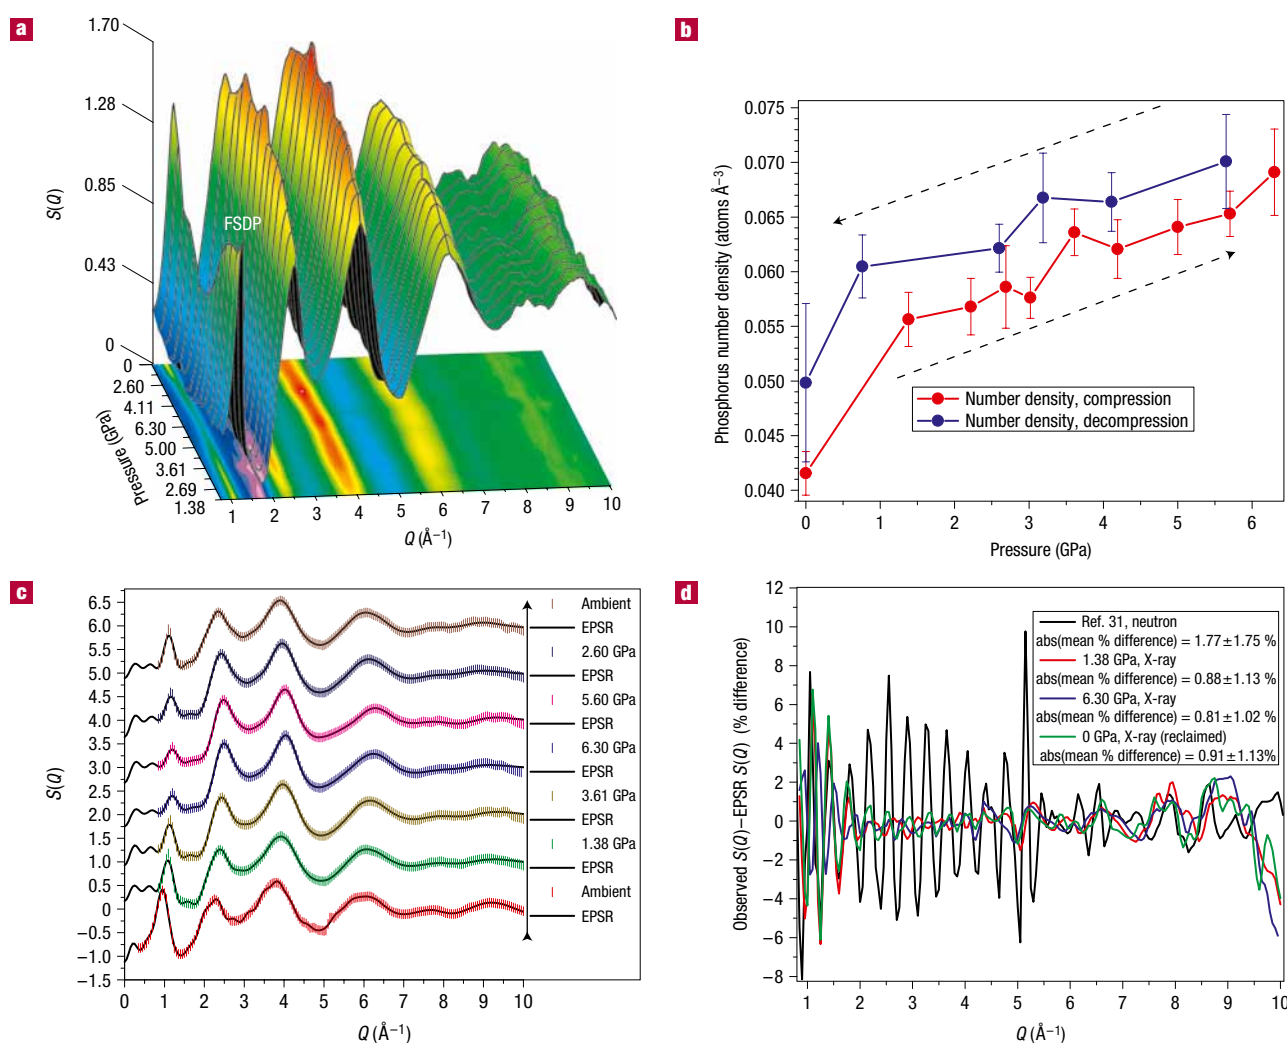 a
1.70
1.28
0.85
0.43
0
S(Q)
FSDP
0
2.60
4.11
6.30
5.00
3.61
2.69
1.38
Pressure (GPa)
1 2 3 4 5 6 7 8 9 10
Q (Å−1)
b
0.075
0.070
0.065
0.060
0.055
0.050
0.045
0.040
Phosphorus number density (atoms Å−3)
Number density, compression
Number density, decompression
0 1 2 3 4 5 6
Pressure (GPa)
c
6.5
6.0
5.0
4.5
4.0
3.5
3.0
2.5
2.0
1.5
1.0
0.5
0
−0.5
−1.0
−1.5
S(Q)
Ambient
EPSR
2.60 GPa
EPSR
5.60 GPa
EPSR
6.30 GPa
EPSR
3.61 GPa
EPSR
1.38 GPa
EPSR
Ambient
EPSR
0 1 2 3 4 5 6 7 8 9 10
Q (Å−1)
d
12
10
8
6
4
2
0
−2
−4
−6
−8
Observed S(Q)−EPSR S(Q) (% difference)
Ref. 31, neutron
abs(mean % difference) = 1.77±1.75 %
1.38 GPa, X-ray
abs(mean % difference) = 0.88±1.13 %
6.30 GPa, X-ray
abs(mean % difference) = 0.81±1.02 %
0 GPa, X-ray (reclaimed)
abs(mean % difference) = 0.91±1.13%
1 2 3 4 5 6 7 8 9 10
Q (Å−1)